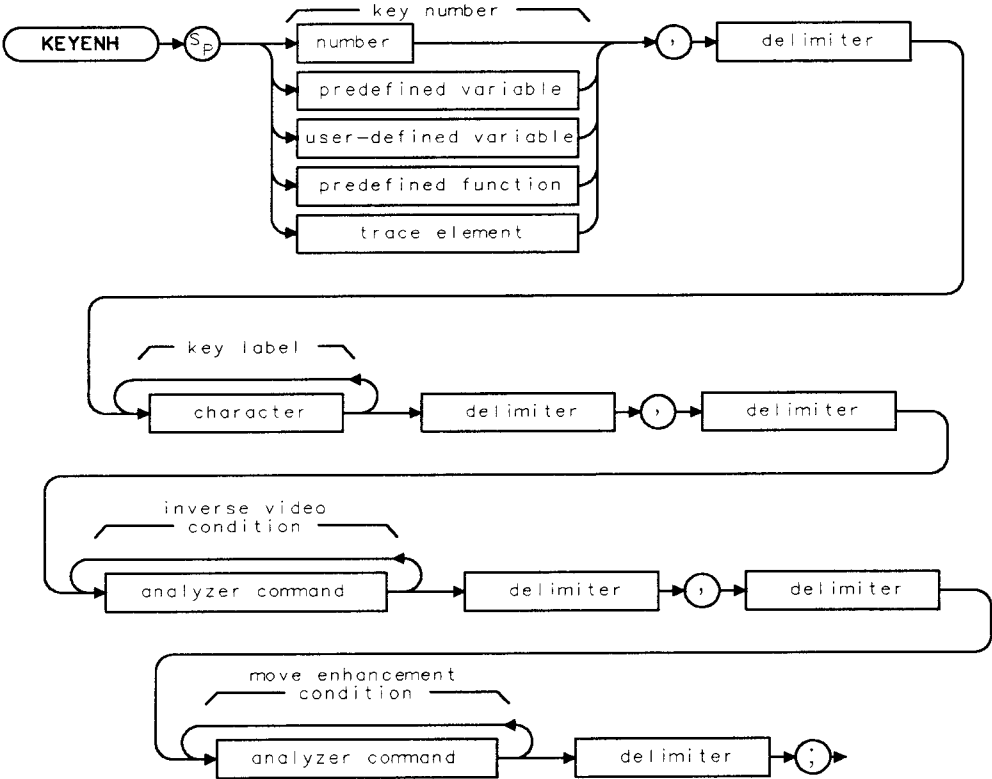 key number
KEYENH SP number , delimiter
predefined variable
user-defined variable
predefined function
trace element
key label
character delimiter , delimiter
inverse video
condition
analyzer command delimiter , delimiter
move enhancement
condition
analyzer command delimiter ;